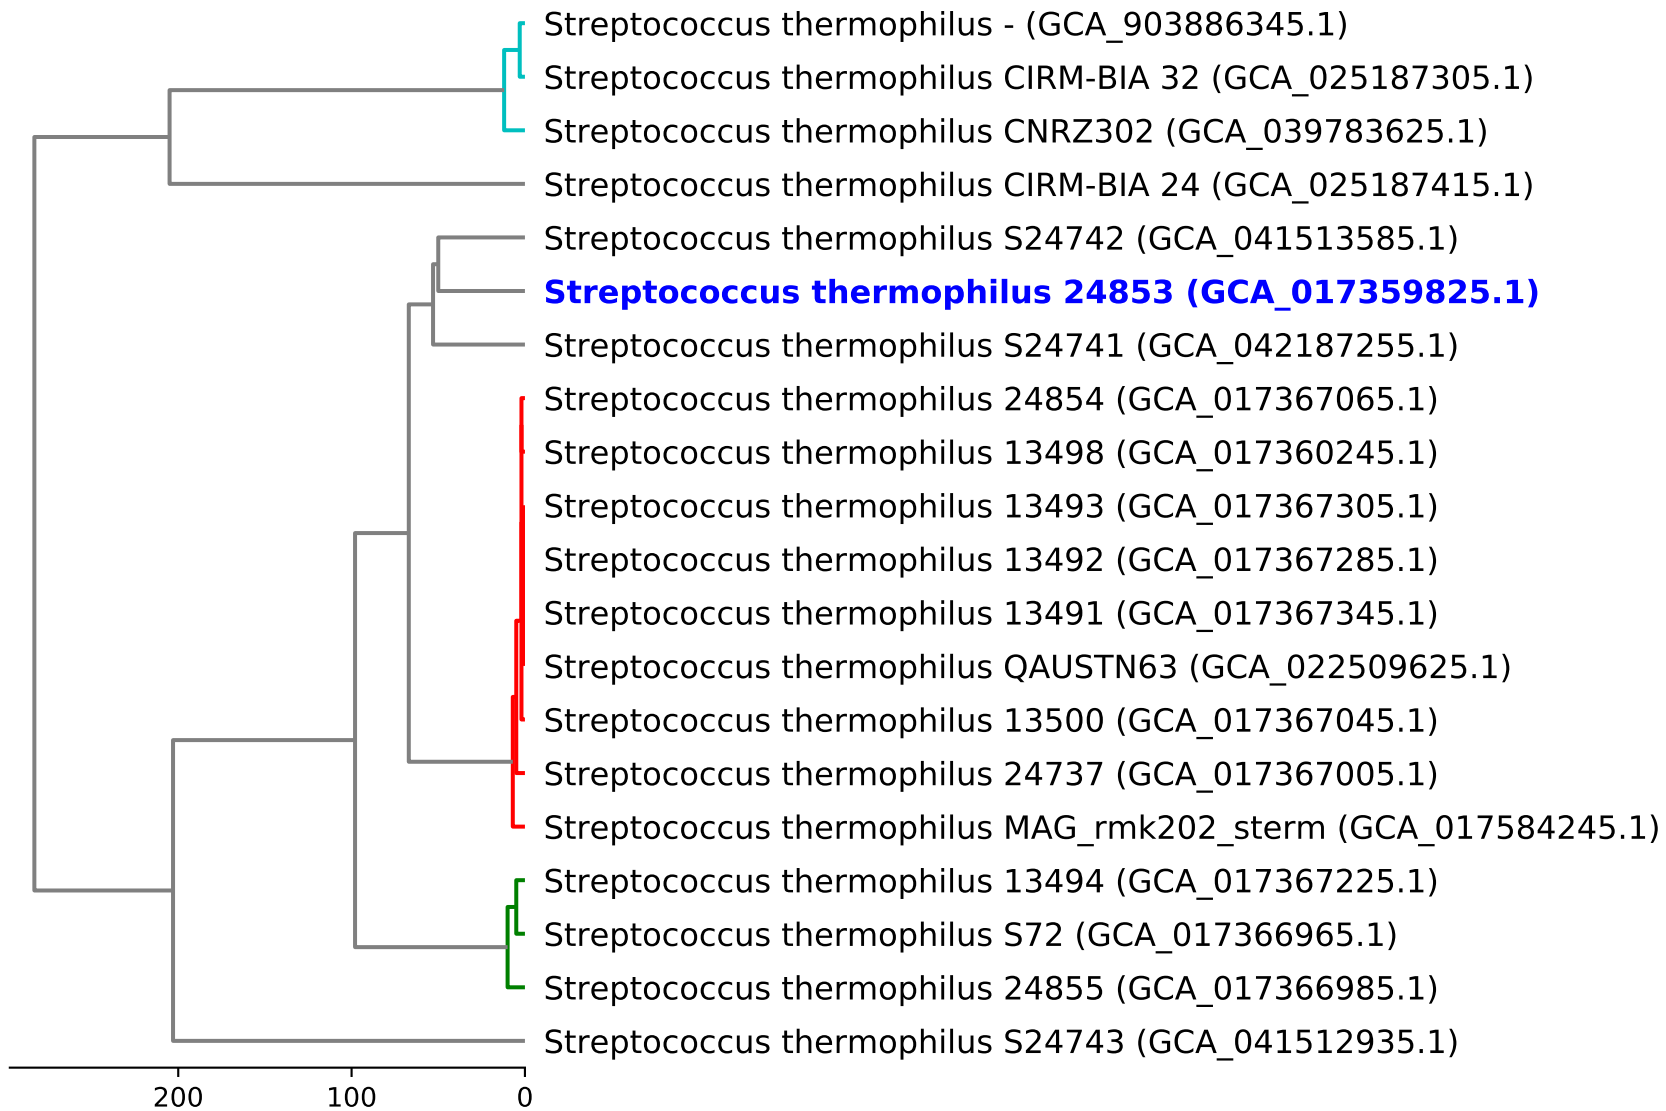 Streptococcus thermophilus - (GCA_903886345.1)
Streptococcus thermophilus CIRM-BIA 32 (GCA_025187305.1)
Streptococcus thermophilus CNRZ302 (GCA_039783625.1)
Streptococcus thermophilus CIRM-BIA 24 (GCA_025187415.1)
Streptococcus thermophilus S24742 (GCA_041513585.1)
Streptococcus thermophilus 24853 (GCA_017359825.1)
Streptococcus thermophilus S24741 (GCA_042187255.1)
Streptococcus thermophilus 24854 (GCA_017367065.1)
Streptococcus thermophilus 13498 (GCA_017360245.1)
Streptococcus thermophilus 13493 (GCA_017367305.1)
Streptococcus thermophilus 13492 (GCA_017367285.1)
Streptococcus thermophilus 13491 (GCA_017367345.1)
Streptococcus thermophilus QAUSTN63 (GCA_022509625.1)
Streptococcus thermophilus 13500 (GCA_017367045.1)
Streptococcus thermophilus 24737 (GCA_017367005.1)
Streptococcus thermophilus MAG_rmk202_sterm (GCA_017584245.1)
Streptococcus thermophilus 13494 (GCA_017367225.1)
Streptococcus thermophilus S72 (GCA_017366965.1)
Streptococcus thermophilus 24855 (GCA_017366985.1)
Streptococcus thermophilus S24743 (GCA_041512935.1)
200 100 0